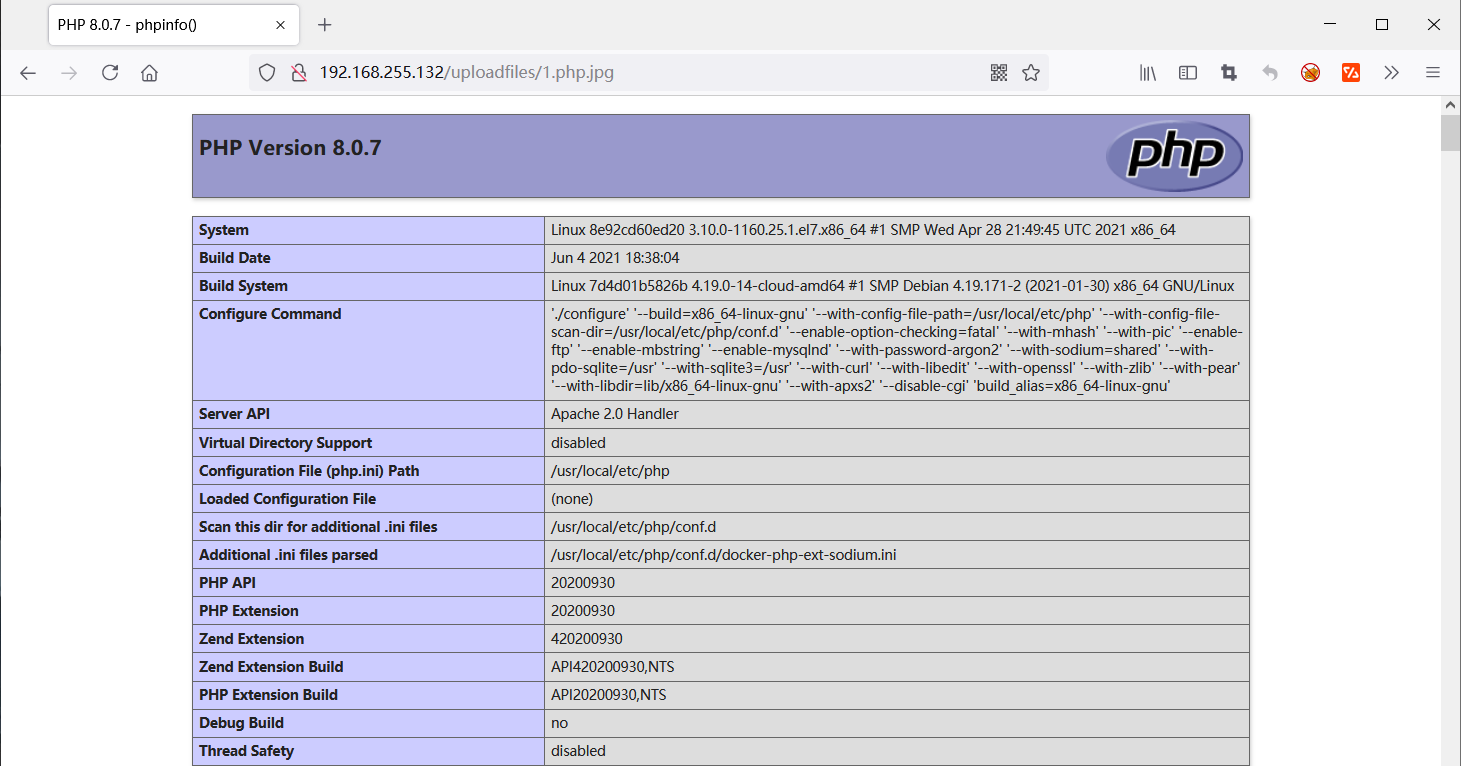 PHP 8.0.7 - phpinfo()
192.168.255.132/uploadfiles/1.php.jpg
PHP Version 8.0.7
php
System Linux 8e92cd60ed20 3.10.0-1160.25.1.el7.x86_64 #1 SMP Wed Apr 28 21:49:45 UTC 2021 x86_64
Build Date Jun 4 2021 18:38:04
Build System Linux 7d4d01b5826b 4.19.0-14-cloud-amd64 #1 SMP Debian 4.19.171-2 (2021-01-30) x86_64 GNU/Linux
Configure Command './configure' '--build=x86_64-linux-gnu' '--with-config-file-path=/usr/local/etc/php' '--with-config-file-
scan-dir=/usr/local/etc/php/conf.d' '--enable-option-checking=fatal' '--with-mhash' '--with-pic' '--enable-
ftp' '--enable-mbstring' '--enable-mysqlnd' '--with-password-argon2' '--with-sodium=shared' '--with-
pdo-sqlite=/usr' '--with-sqlite3=/usr' '--with-curl' '--with-libedit' '--with-openssl' '--with-zlib' '--with-pear'
'--with-libdir=lib/x86_64-linux-gnu' '--with-apxs2' '--disable-cgi' 'build_alias=x86_64-linux-gnu'
Server API Apache 2.0 Handler
Virtual Directory Support disabled
Configuration File (php.ini) Path /usr/local/etc/php
Loaded Configuration File (none)
Scan this dir for additional .ini files /usr/local/etc/php/conf.d
Additional .ini files parsed /usr/local/etc/php/conf.d/docker-php-ext-sodium.ini
PHP API 20200930
PHP Extension 20200930
Zend Extension 420200930
Zend Extension Build API420200930,NTS
PHP Extension Build API20200930,NTS
Debug Build no
Thread Safety disabled